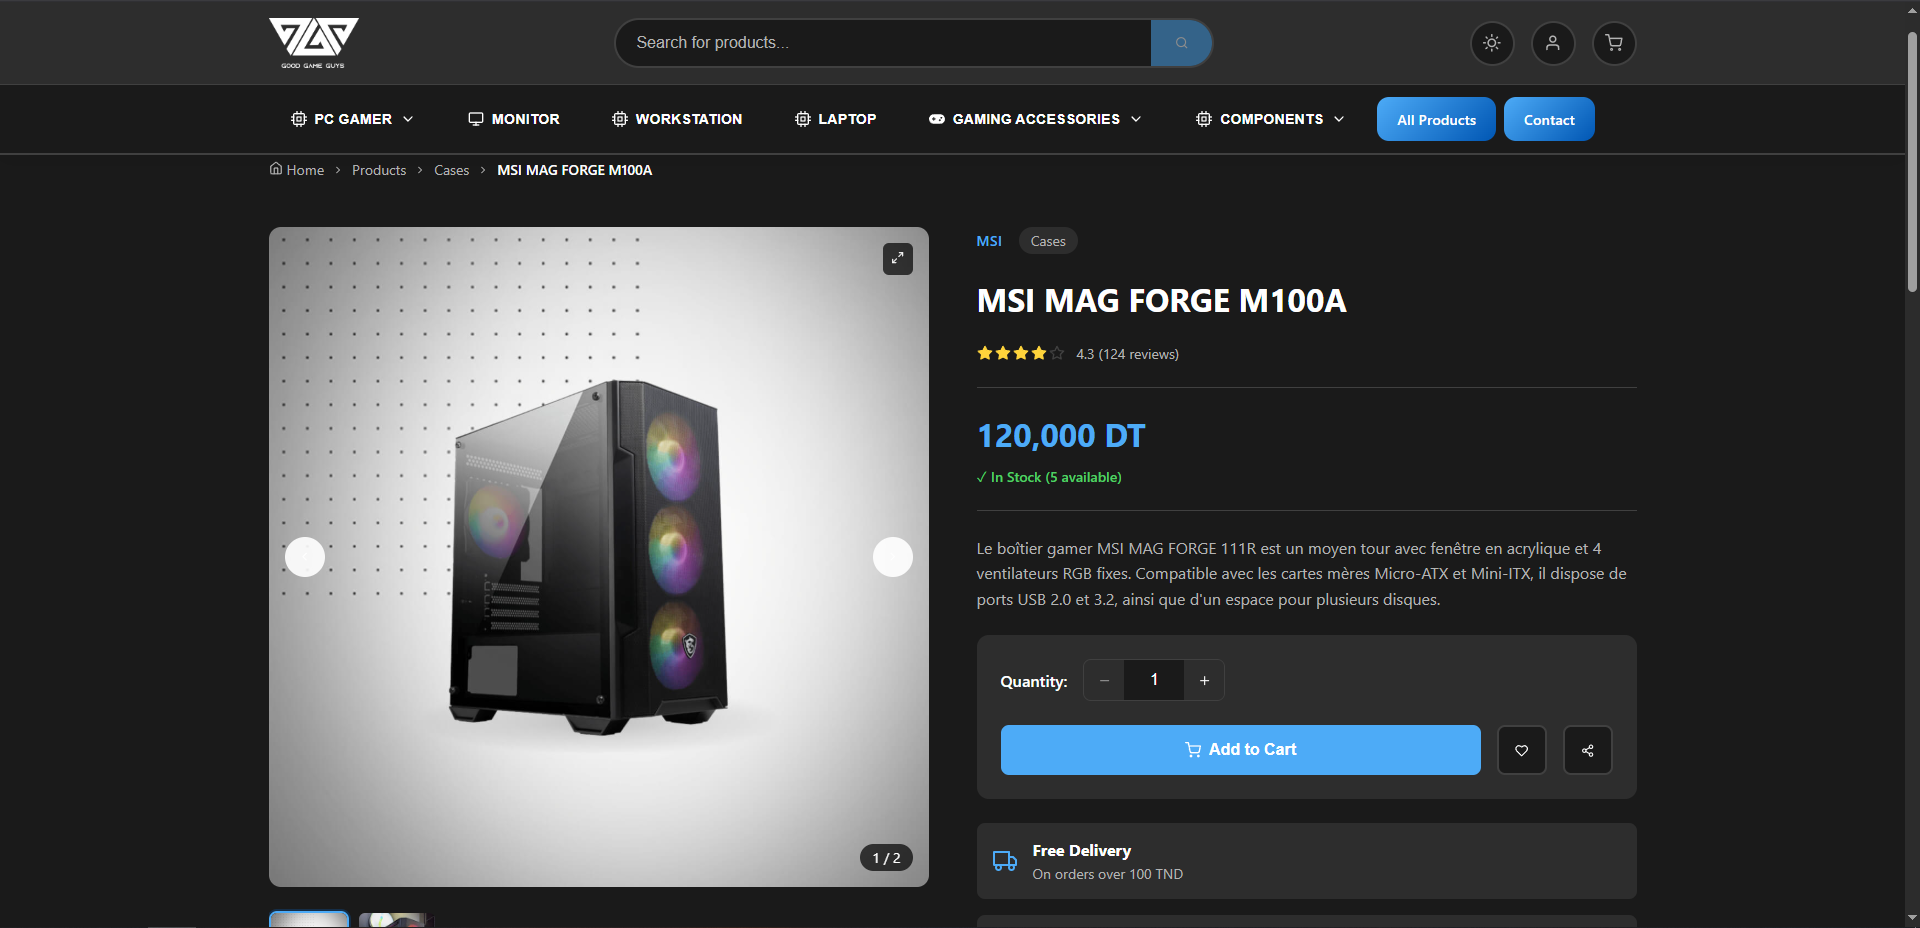 GOOD GAME GUYS
Search for products...
PC GAMER
MONITOR
WORKSTATION
LAPTOP
GAMING ACCESSORIES
COMPONENTS
All Products
Contact
Home > Products > Cases > MSI MAG FORGE M100A
MSI
Cases
MSI MAG FORGE M100A
4.3 (124 reviews)
120,000 DT
✓ In Stock (5 available)
Le boîtier gamer MSI MAG FORGE 111R est un moyen tour avec fenêtre en acrylique et 4
ventilateurs RGB fixes. Compatible avec les cartes mères Micro-ATX et Mini-ITX, il dispose de
ports USB 2.0 et 3.2, ainsi que d'un espace pour plusieurs disques.
Quantity:
− 1 +
Add to Cart
Free Delivery
On orders over 100 TND
1 / 2